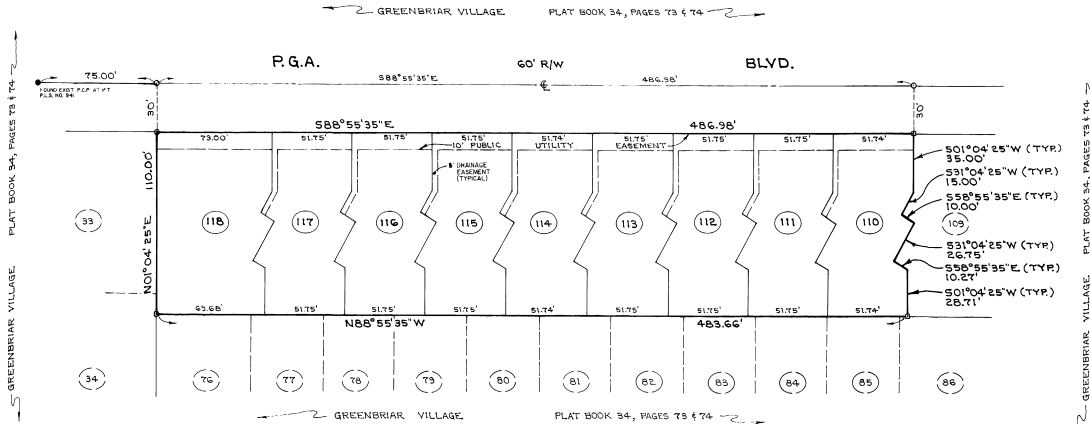 GREENBRIAR VILLAGE PLAT BOOK 34, PAGES 73 & 74
P.G.A. 60' R/W BLVD.
75.00' S88°55'35"E ℄ 486.98'
FOUND EXIST P.C.P. AT P.T
P.L.S. NO. 941
30' 30'
S88°55'35"E 486.98'
73.00' 51.75' 51.75' 51.75' 51.74' 51.75' 51.75' 51.75' 51.74'
10' PUBLIC UTILITY EASEMENT
5' DRAINAGE
EASEMENT
(TYPICAL)
110.00'
N01°04'25"E
S01°04'25"W (TYP.)
35.00'
S31°04'25"W (TYP.)
15.00'
S58°55'35"E (TYP.)
10.00'
33 118 117 116 115 114 113 112 111 110 109
S31°04'25"W (TYP.)
26.75'
S58°55'35"E (TYP.)
10.27'
S01°04'25"W (TYP.)
28.71'
69.68' 51.75' 51.75' 51.75' 51.74' 51.75' 51.75' 51.75' 51.74'
N88°55'35"W 483.66'
34 76 77 78 79 80 81 82 83 84 85 86
GREENBRIAR VILLAGE PLAT BOOK 34, PAGES 73 & 74
GREENBRIAR VILLAGE PLAT BOOK 34, PAGES 73 & 74
GREENBRIAR VILLAGE PLAT BOOK 34, PAGES 73 & 74